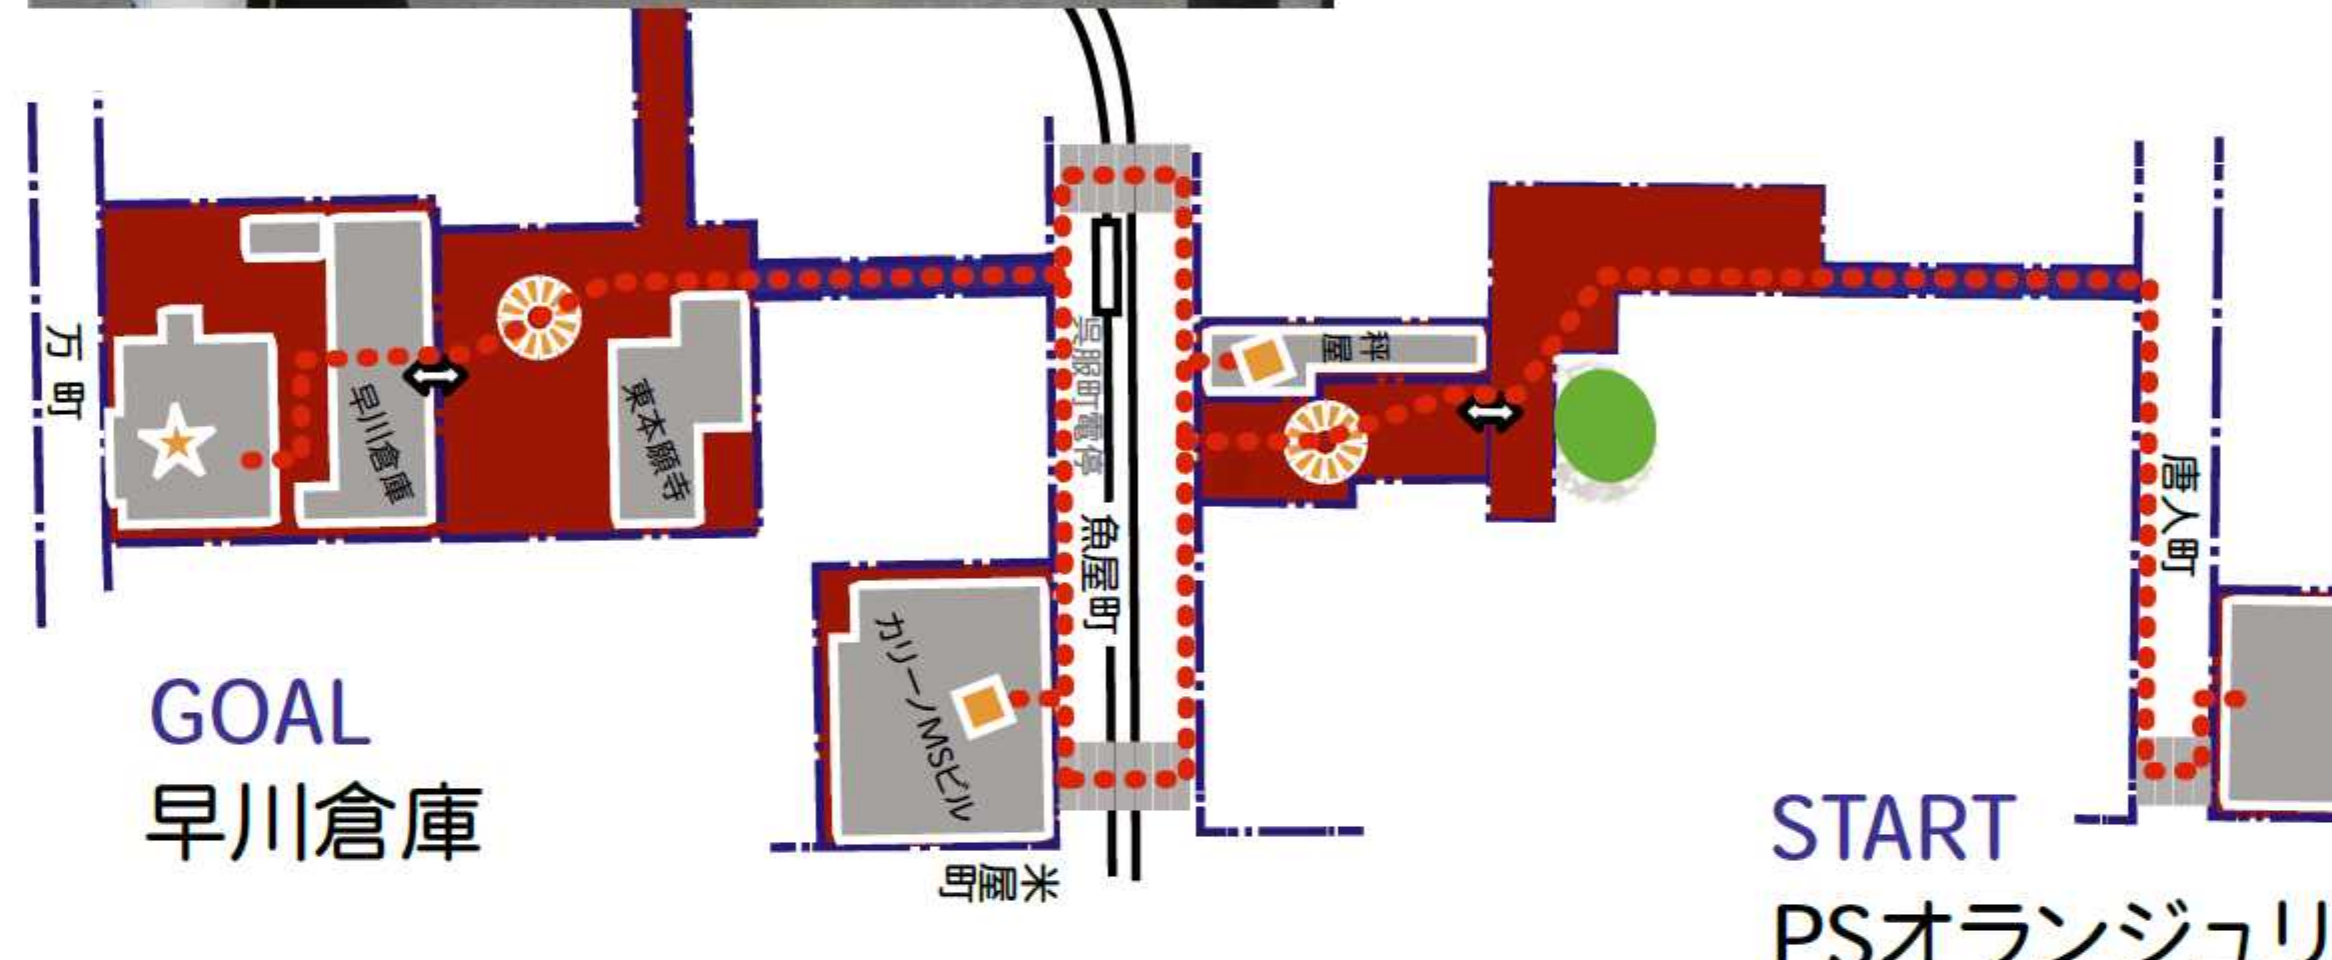 万町
早川倉庫
東本願寺
呉服町電停
魚屋町
秤屋
唐人町
カリーノMSビル
米屋町
GOAL
早川倉庫
START
PSオランジュリ